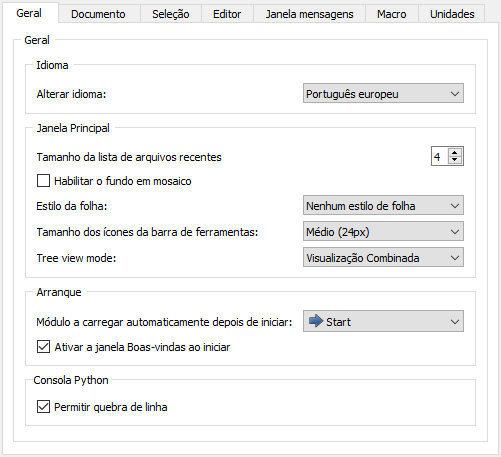 Geral Documento Seleção Editor Janela mensagens Macro Unidades
Geral
Idioma
Alterar idioma: Português europeu
Janela Principal
Tamanho da lista de arquivos recentes 4
Habilitar o fundo em mosaico
Estilo da folha: Nenhum estilo de folha
Tamanho dos ícones da barra de ferramentas: Médio (24px)
Tree view mode: Visualização Combinada
Arranque
Módulo a carregar automaticamente depois de iniciar: Start
Ativar a janela Boas-vindas ao iniciar
Consola Python
Permitir quebra de linha